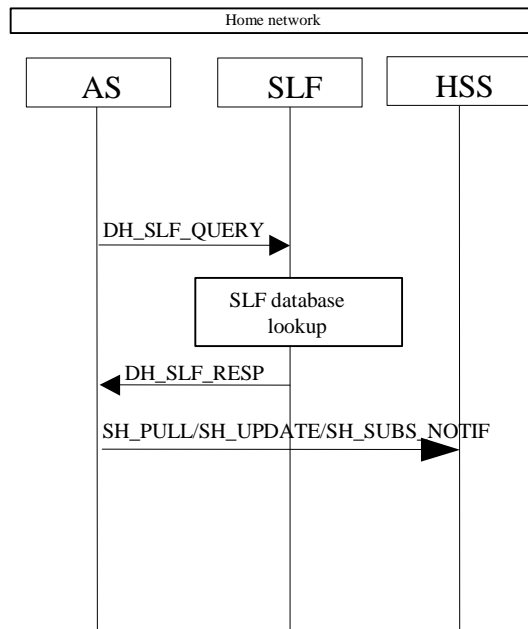 Home network
AS
SLF
HSS
DH_SLF_QUERY
SLF database
lookup
DH_SLF_RESP
SH_PULL/SH_UPDATE/SH_SUBS_NOTIF